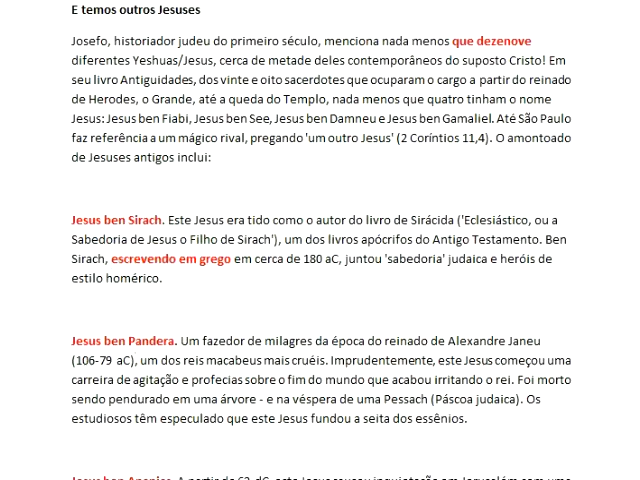 E temos outros Jesuses
Josefo, historiador judeu do primeiro século, menciona nada menos que dezenove
diferentes Yeshuas/Jesus, cerca de metade deles contemporâneos do suposto Cristo! Em
seu livro Antiguidades, dos vinte e oito sacerdotes que ocuparam o cargo a partir do reinado
de Herodes, o Grande, até a queda do Templo, nada menos que quatro tinham o nome
Jesus: Jesus ben Fiabi, Jesus ben See, Jesus ben Damneu e Jesus ben Gamaliel. Até São Paulo
faz referência a um mágico rival, pregando 'um outro Jesus' (2 Coríntios 11,4). O amontoado
de Jesuses antigos inclui:
Jesus ben Sirach. Este Jesus era tido como o autor do livro de Sirácida ('Eclesiástico, ou a
Sabedoria de Jesus o Filho de Sirach'), um dos livros apócrifos do Antigo Testamento. Ben
Sirach, escrevendo em grego em cerca de 180 aC, juntou 'sabedoria' judaica e heróis de
estilo homérico.
Jesus ben Pandera. Um fazedor de milagres da época do reinado de Alexandre Janeu
(106-79 aC), um dos reis macabeus mais cruéis. Imprudentemente, este Jesus começou uma
carreira de agitação e profecias sobre o fim do mundo que acabou irritando o rei. Foi morto
sendo pendurado em uma árvore - e na véspera de uma Pessach (Páscoa judaica). Os
estudiosos têm especulado que este Jesus fundou a seita dos essênios.